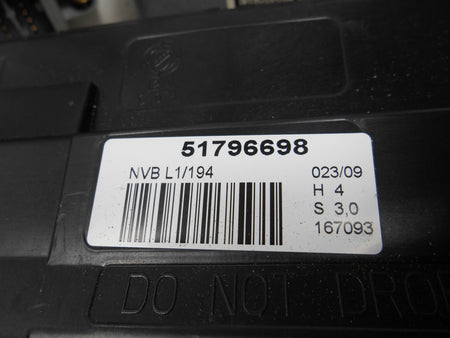 51796698
NVB L1/194
023/09
H 4
S 3,0
167093
DO NOT DROP